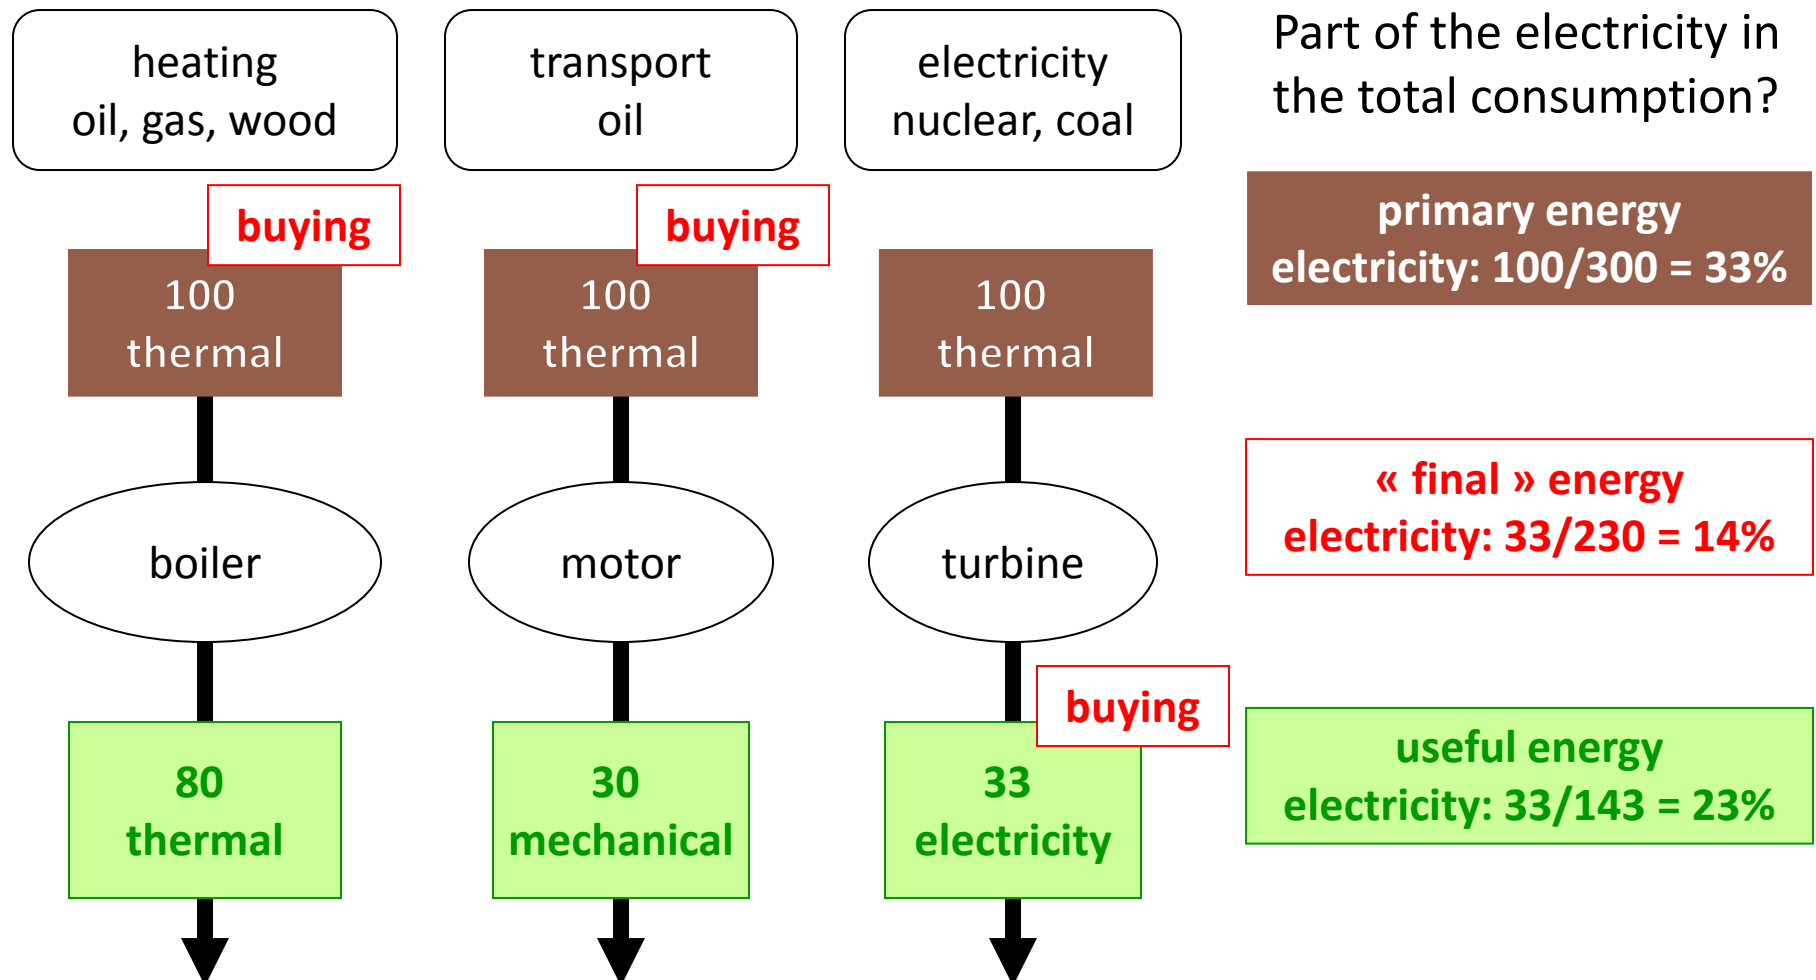 heating
oil, gas, wood
transport
oil
electricity
nuclear, coal
Part of the electricity in
the total consumption?
buying
100
thermal
buying
100
thermal
100
thermal
primary energy
electricity: 100/300 = 33%
boiler
motor
turbine
« final » energy
electricity: 33/230 = 14%
80
thermal
30
mechanical
buying
33
electricity
useful energy
electricity: 33/143 = 23%